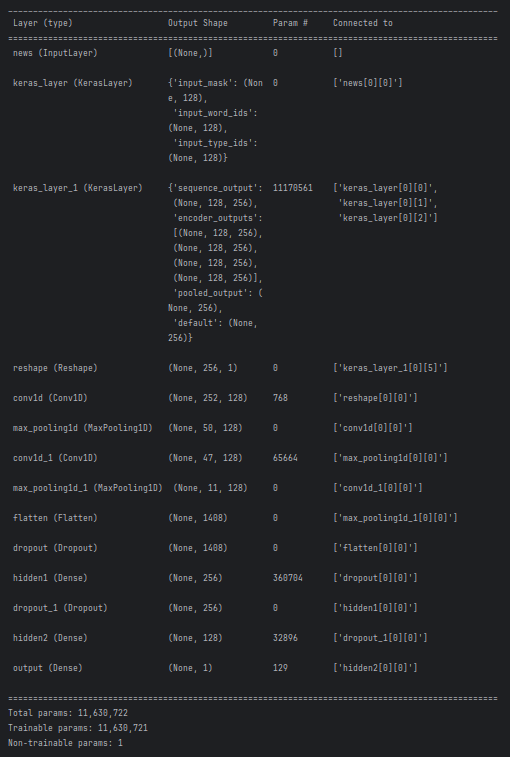 Layer (type) Output Shape Param # Connected to
news (InputLayer) [(None,)] 0 []
keras_layer (KerasLayer) {'input_mask': (Non 0 ['news[0][0]']
e, 128),
'input_word_ids':
(None, 128),
'input_type_ids':
(None, 128)}
keras_layer_1 (KerasLayer) {'sequence_output': 11170561 ['keras_layer[0][0]',
(None, 128, 256), 'keras_layer[0][1]',
'encoder_outputs': 'keras_layer[0][2]']
[(None, 128, 256),
(None, 128, 256),
(None, 128, 256),
(None, 128, 256)],
'pooled_output': (
None, 256),
'default': (None,
256)}
reshape (Reshape) (None, 256, 1) 0 ['keras_layer_1[0][5]']
conv1d (Conv1D) (None, 252, 128) 768 ['reshape[0][0]']
max_pooling1d (MaxPooling1D) (None, 50, 128) 0 ['conv1d[0][0]']
conv1d_1 (Conv1D) (None, 47, 128) 65664 ['max_pooling1d[0][0]']
max_pooling1d_1 (MaxPooling1D) (None, 11, 128) 0 ['conv1d_1[0][0]']
flatten (Flatten) (None, 1408) 0 ['max_pooling1d_1[0][0]']
dropout (Dropout) (None, 1408) 0 ['flatten[0][0]']
hidden1 (Dense) (None, 256) 360704 ['dropout[0][0]']
dropout_1 (Dropout) (None, 256) 0 ['hidden1[0][0]']
hidden2 (Dense) (None, 128) 32896 ['dropout_1[0][0]']
output (Dense) (None, 1) 129 ['hidden2[0][0]']
Total params: 11,630,722
Trainable params: 11,630,721
Non-trainable params: 1